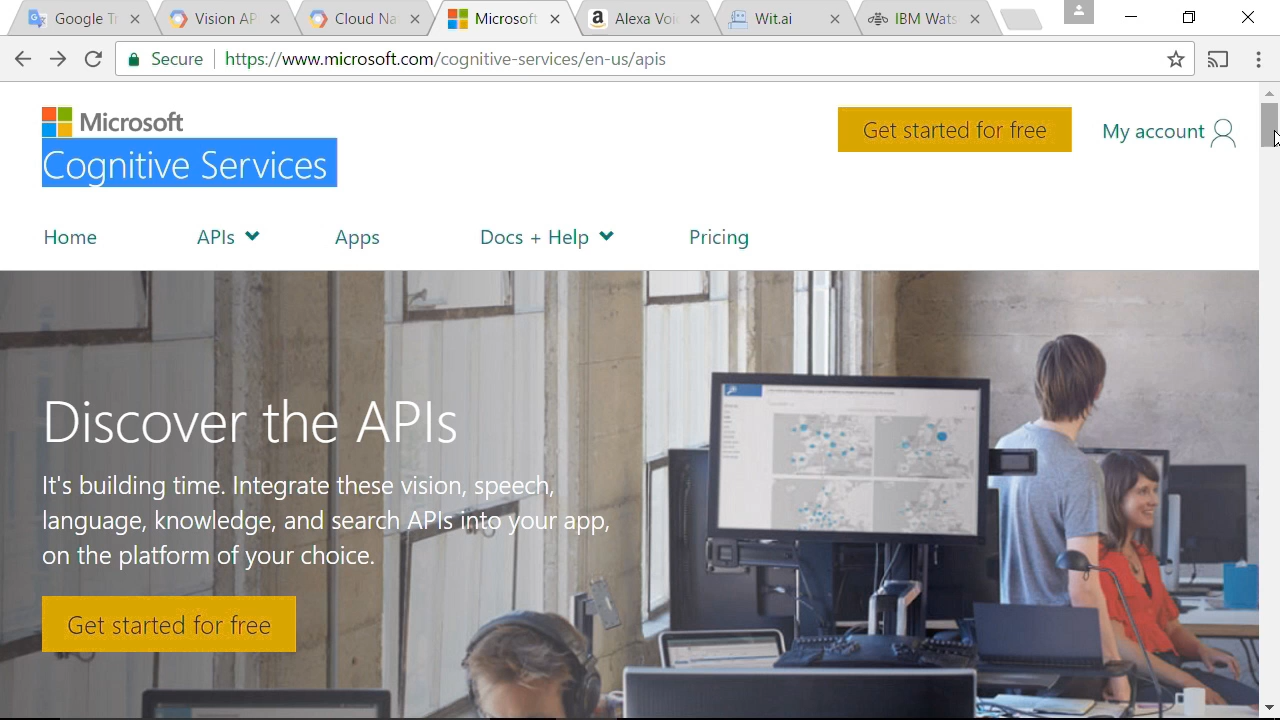 Google Tr
Vision AP
Cloud Na
Microsoft
Alexa Voi
Wit.ai
IBM Wats
Secure
https://www.microsoft.com/cognitive-services/en-us/apis
Microsoft
Cognitive Services
Get started for free
My account
Home
APIs
Apps
Docs + Help
Pricing
Discover the APIs
It's building time. Integrate these vision, speech,
language, knowledge, and search APIs into your app,
on the platform of your choice.
Get started for free